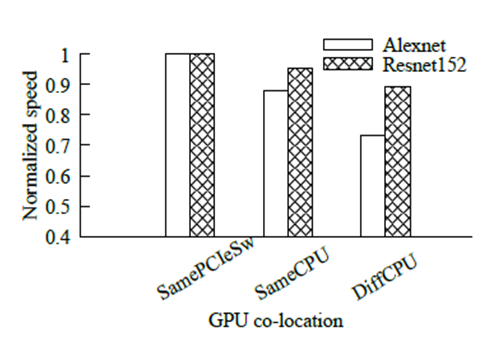 Alexnet
Resnet152
Normalized speed
1
0.9
0.8
0.7
0.6
0.5
0.4
SamePCIeSw
SameCPU
DiffCPU
GPU co-location